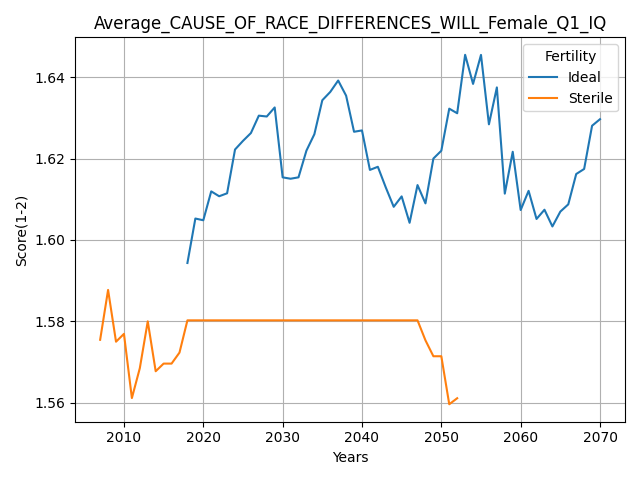 Average_CAUSE_OF_RACE_DIFFERENCES_WILL_Female_Q1_IQ
Fertility
Ideal
Sterile
Score(1-2)
1.64
1.62
1.60
1.58
1.56
2010 2020 2030 2040 2050 2060 2070
Years